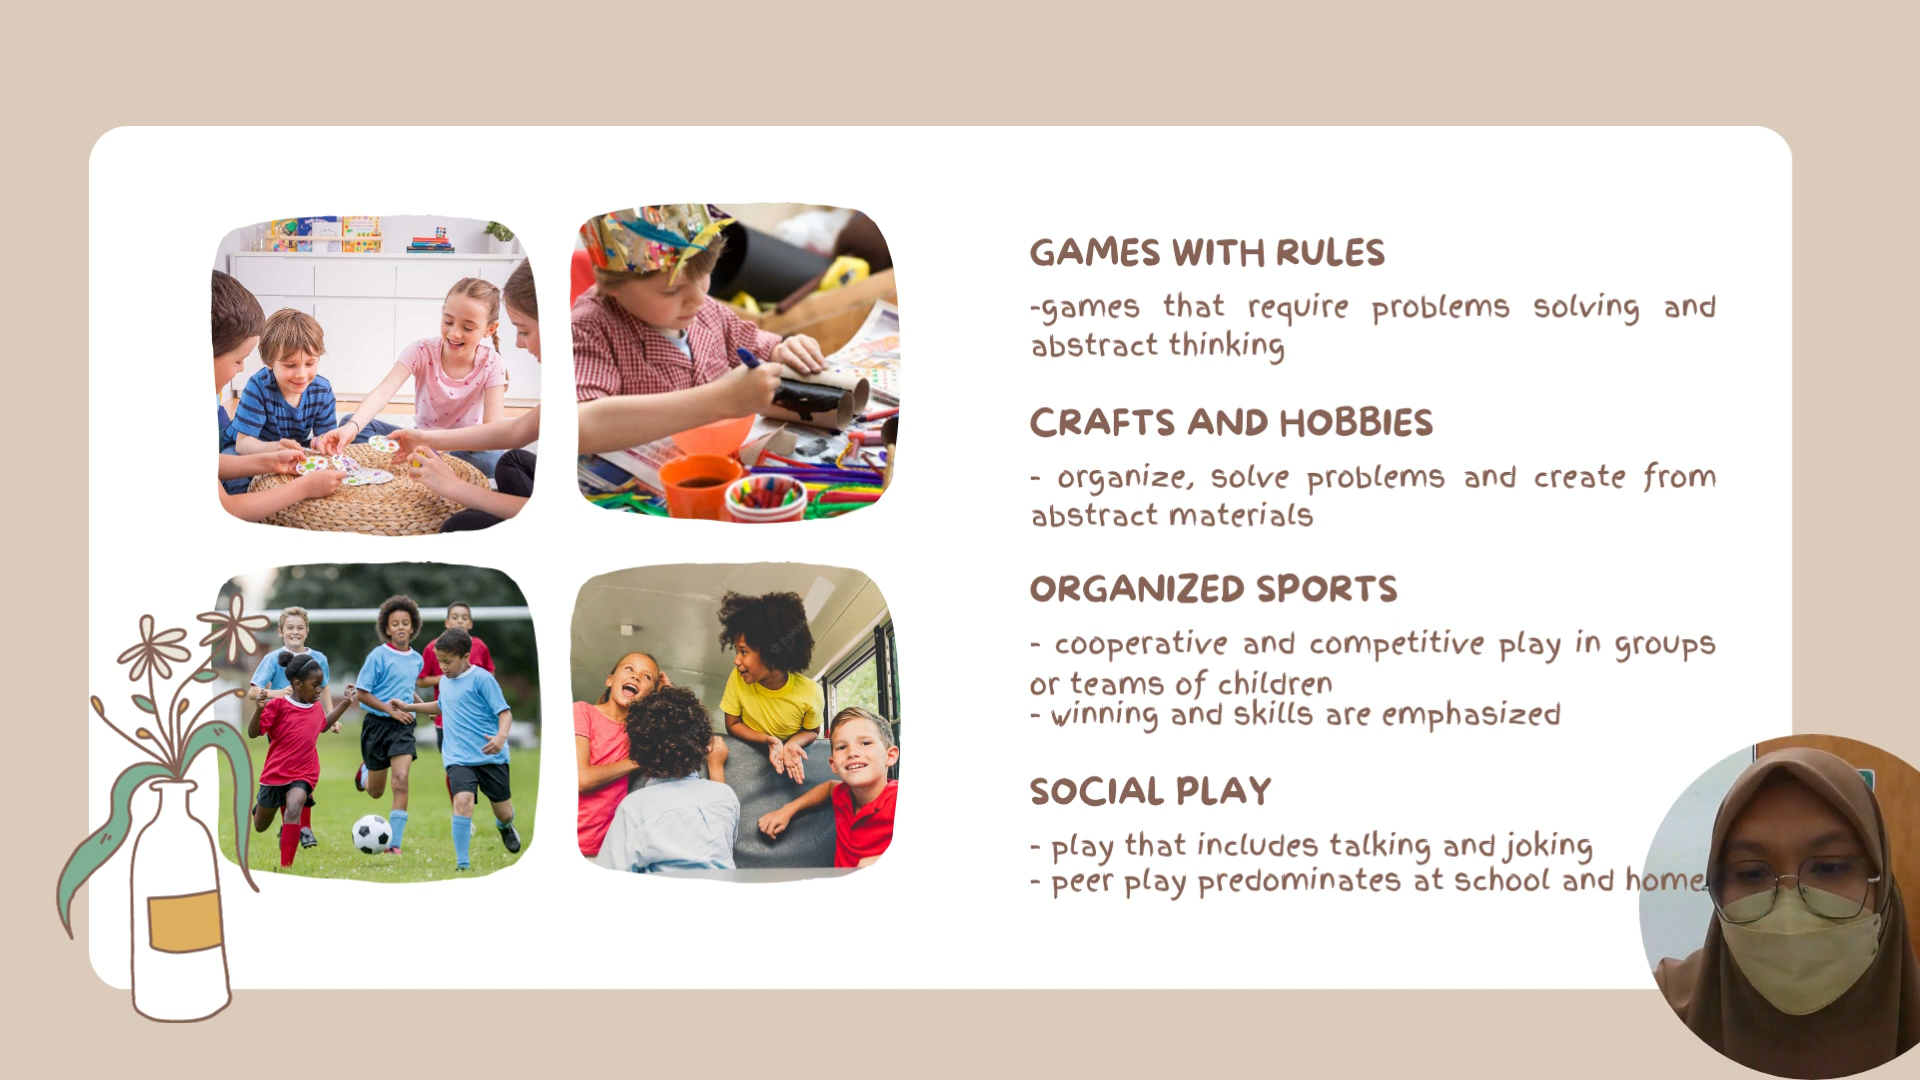 GAMES WITH RULES
-games that require problems solving and
abstract thinking
CRAFTS AND HOBBIES
- organize, solve problems and create from
abstract materials
ORGANIZED SPORTS
- cooperative and competitive play in groups
or teams of children
- winning and skills are emphasized
SOCIAL PLAY
- play that includes talking and joking
- peer play predominates at school and home